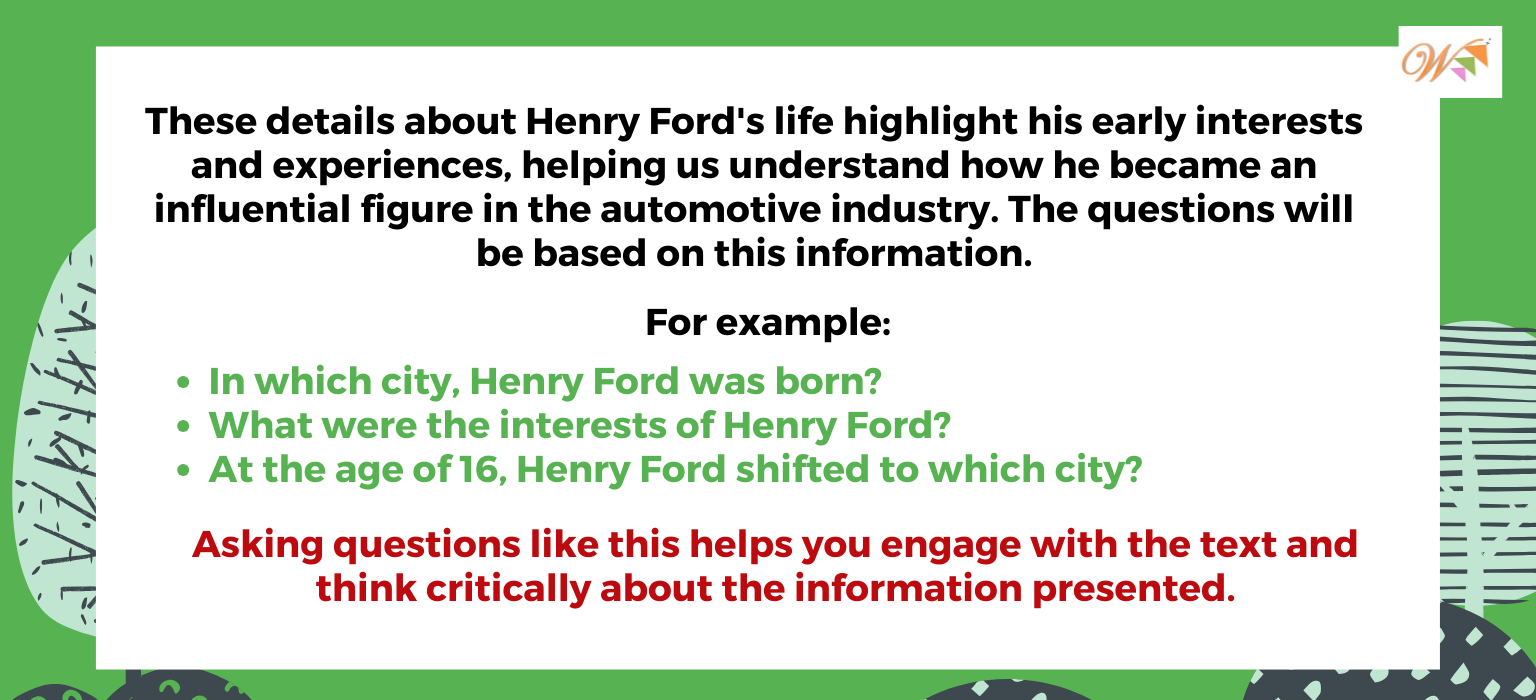 W
These details about Henry Ford's life highlight his early interests
and experiences, helping us understand how he became an
influential figure in the automotive industry. The questions will
be based on this information.
For example:
• In which city, Henry Ford was born?
• What were the interests of Henry Ford?
• At the age of 16, Henry Ford shifted to which city?
Asking questions like this helps you engage with the text and
think critically about the information presented.